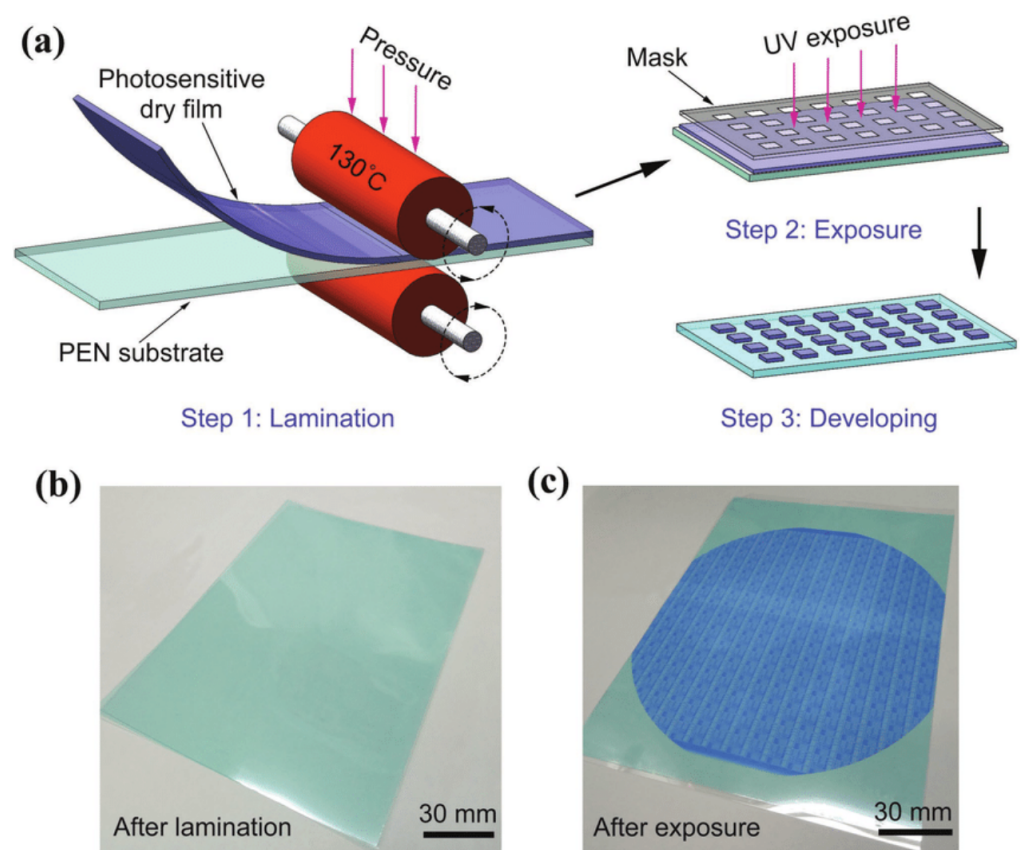 (a)
Photosensitive
dry film
Pressure
130°C
PEN substrate
Step 1: Lamination
Mask
UV exposure
Step 2: Exposure
Step 3: Developing
(b)
After lamination
30 mm
(c)
After exposure
30 mm